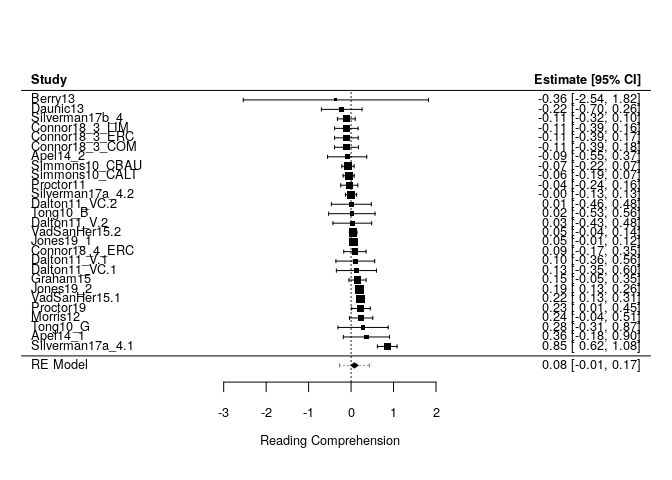 Study Estimate [95% CI]
Berry13 -0.36 [-2.54, 1.82]
Daunic13 -0.22 [-0.70, 0.26]
Silverman17b_4 -0.11 [-0.32, 0.10]
Connor18_3_LIM -0.11 [-0.39, 0.16]
Connor18_3_ERC -0.11 [-0.39, 0.17]
Connor18_3_COM -0.11 [-0.39, 0.18]
Apel14_2 -0.09 [-0.55, 0.37]
Simmons10_CBAU -0.07 [-0.22, 0.07]
Simmons10_CALT -0.06 [-0.19, 0.07]
Proctor11 -0.04 [-0.24, 0.16]
Silverman17a_4.2 -0.00 [-0.13, 0.13]
Dalton11_VC.2 0.01 [-0.46, 0.48]
Tong10_B 0.02 [-0.53, 0.56]
Dalton11_V.2 0.03 [-0.43, 0.48]
VadSanHer15.2 0.05 [-0.04, 0.14]
Jones19_1 0.05 [-0.01, 0.12]
Connor18_4_ERC 0.09 [-0.17, 0.35]
Dalton11_V.1 0.10 [-0.36, 0.56]
Dalton11_VC.1 0.13 [-0.35, 0.60]
Graham15 0.15 [-0.05, 0.35]
Jones19_2 0.19 [0.13, 0.26]
VadSanHer15.1 0.22 [0.13, 0.31]
Proctor19 0.23 [0.01, 0.45]
Morris12 0.24 [-0.04, 0.51]
Tong10_G 0.28 [-0.31, 0.87]
Apel14_1 0.36 [-0.18, 0.90]
Silverman17a_4.1 0.85 [0.62, 1.08]
RE Model 0.08 [-0.01, 0.17]
-3 -2 -1 0 1 2
Reading Comprehension